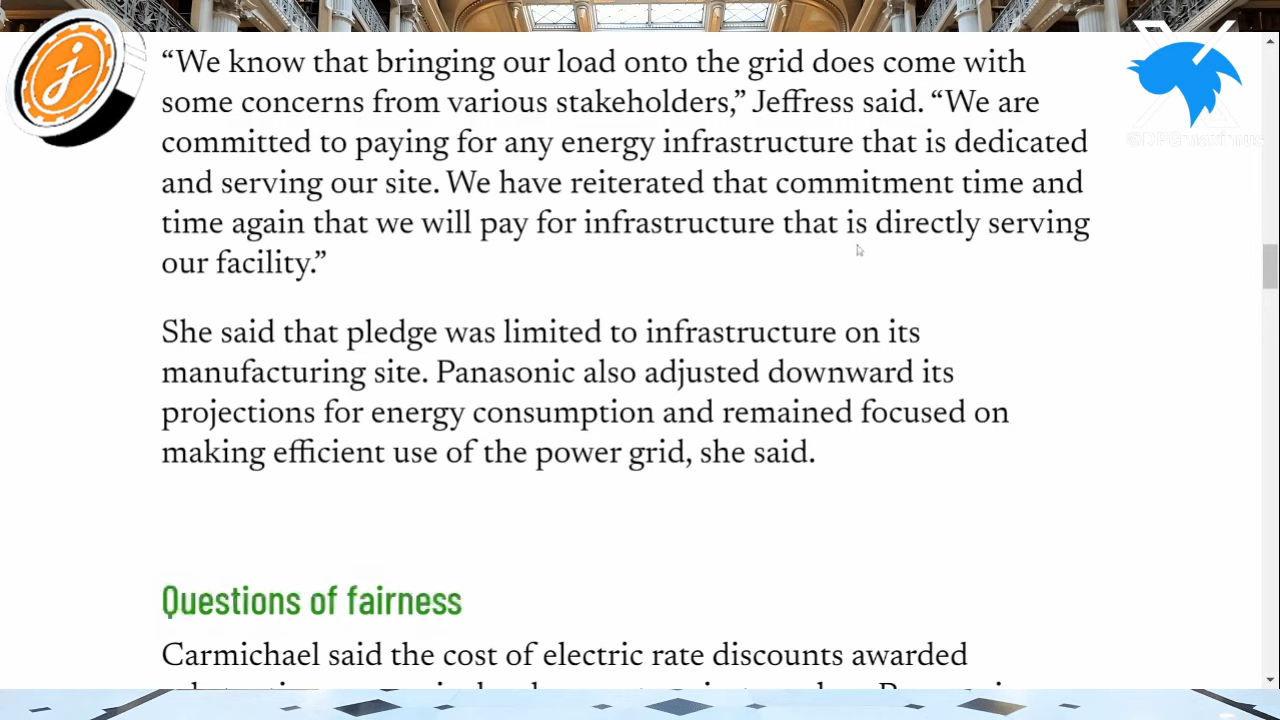 “We know that bringing our load onto the grid does come with
some concerns from various stakeholders,” Jeffress said. “We are
committed to paying for any energy infrastructure that is dedicated
and serving our site. We have reiterated that commitment time and
time again that we will pay for infrastructure that is directly serving
our facility.”
She said that pledge was limited to infrastructure on its
manufacturing site. Panasonic also adjusted downward its
projections for energy consumption and remained focused on
making efficient use of the power grid, she said.
Questions of fairness
Carmichael said the cost of electric rate discounts awarded